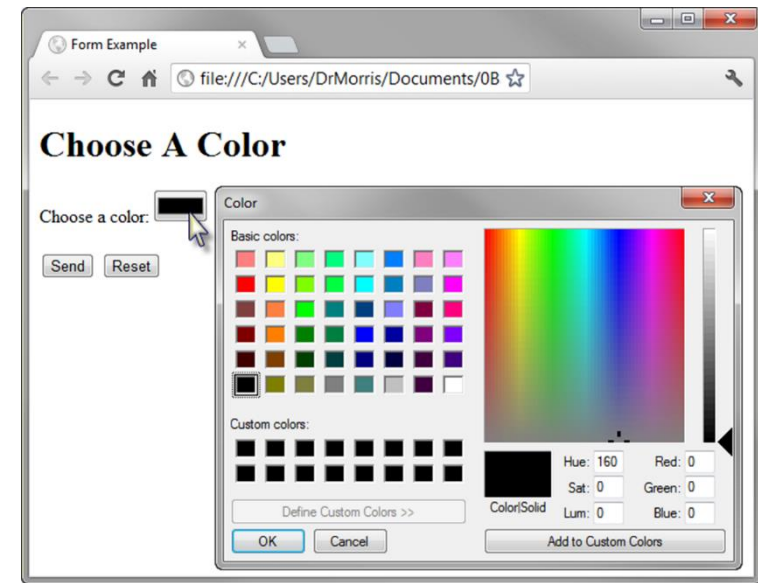 Form Example
file:///C:/Users/DrMorris/Documents/0B
Choose A Color
Choose a color:
Send Reset
Color
Basic colors:
Custom colors:
Define Custom Colors >>
OK Cancel
Color|Solid
Hue: 160 Red: 0
Sat: 0 Green: 0
Lum: 0 Blue: 0
Add to Custom Colors